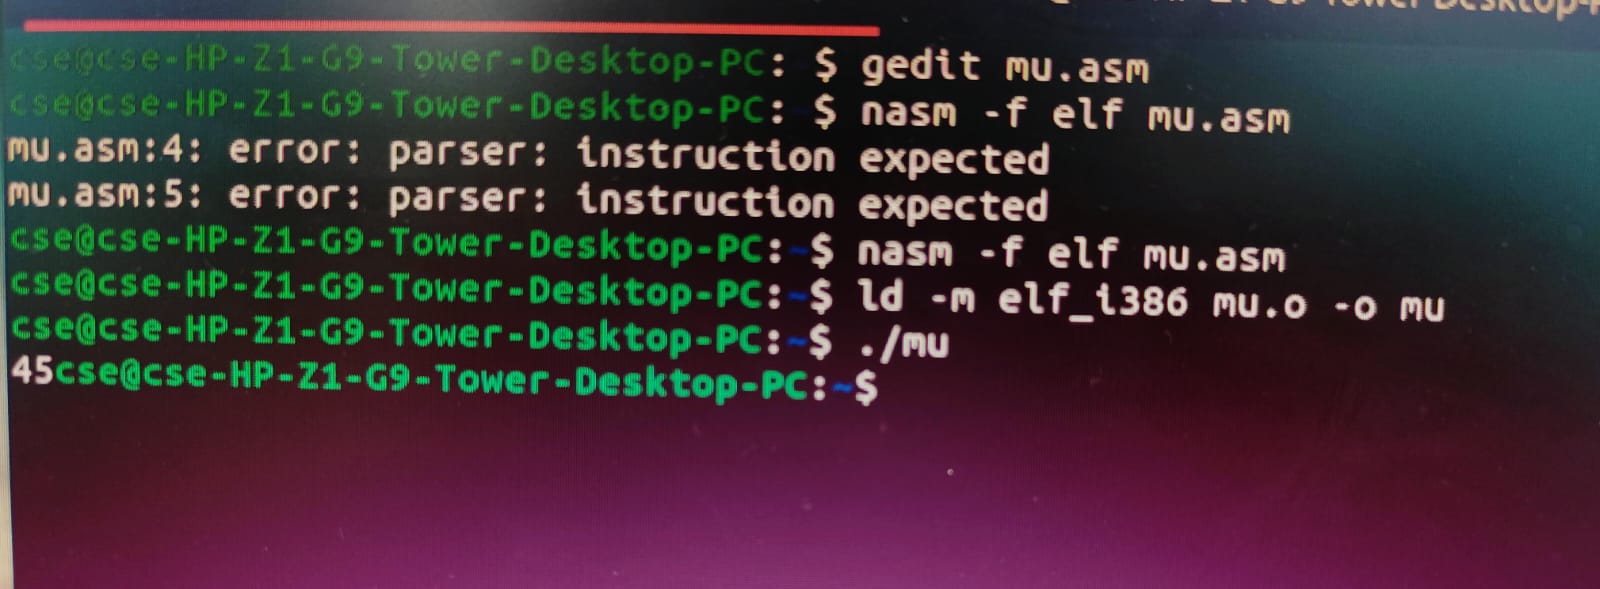 cse@cse-HP-Z1-G9-Tower-Desktop-PC: $ gedit mu.asm
cse@cse-HP-Z1-G9-Tower-Desktop-PC: $ nasm -f elf mu.asm
mu.asm:4: error: parser: instruction expected
mu.asm:5: error: parser: instruction expected
cse@cse-HP-Z1-G9-Tower-Desktop-PC:~$ nasm -f elf mu.asm
cse@cse-HP-Z1-G9-Tower-Desktop-PC:~$ ld -m elf_i386 mu.o -o mu
cse@cse-HP-Z1-G9-Tower-Desktop-PC:~$ ./mu
45cse@cse-HP-Z1-G9-Tower-Desktop-PC:~$